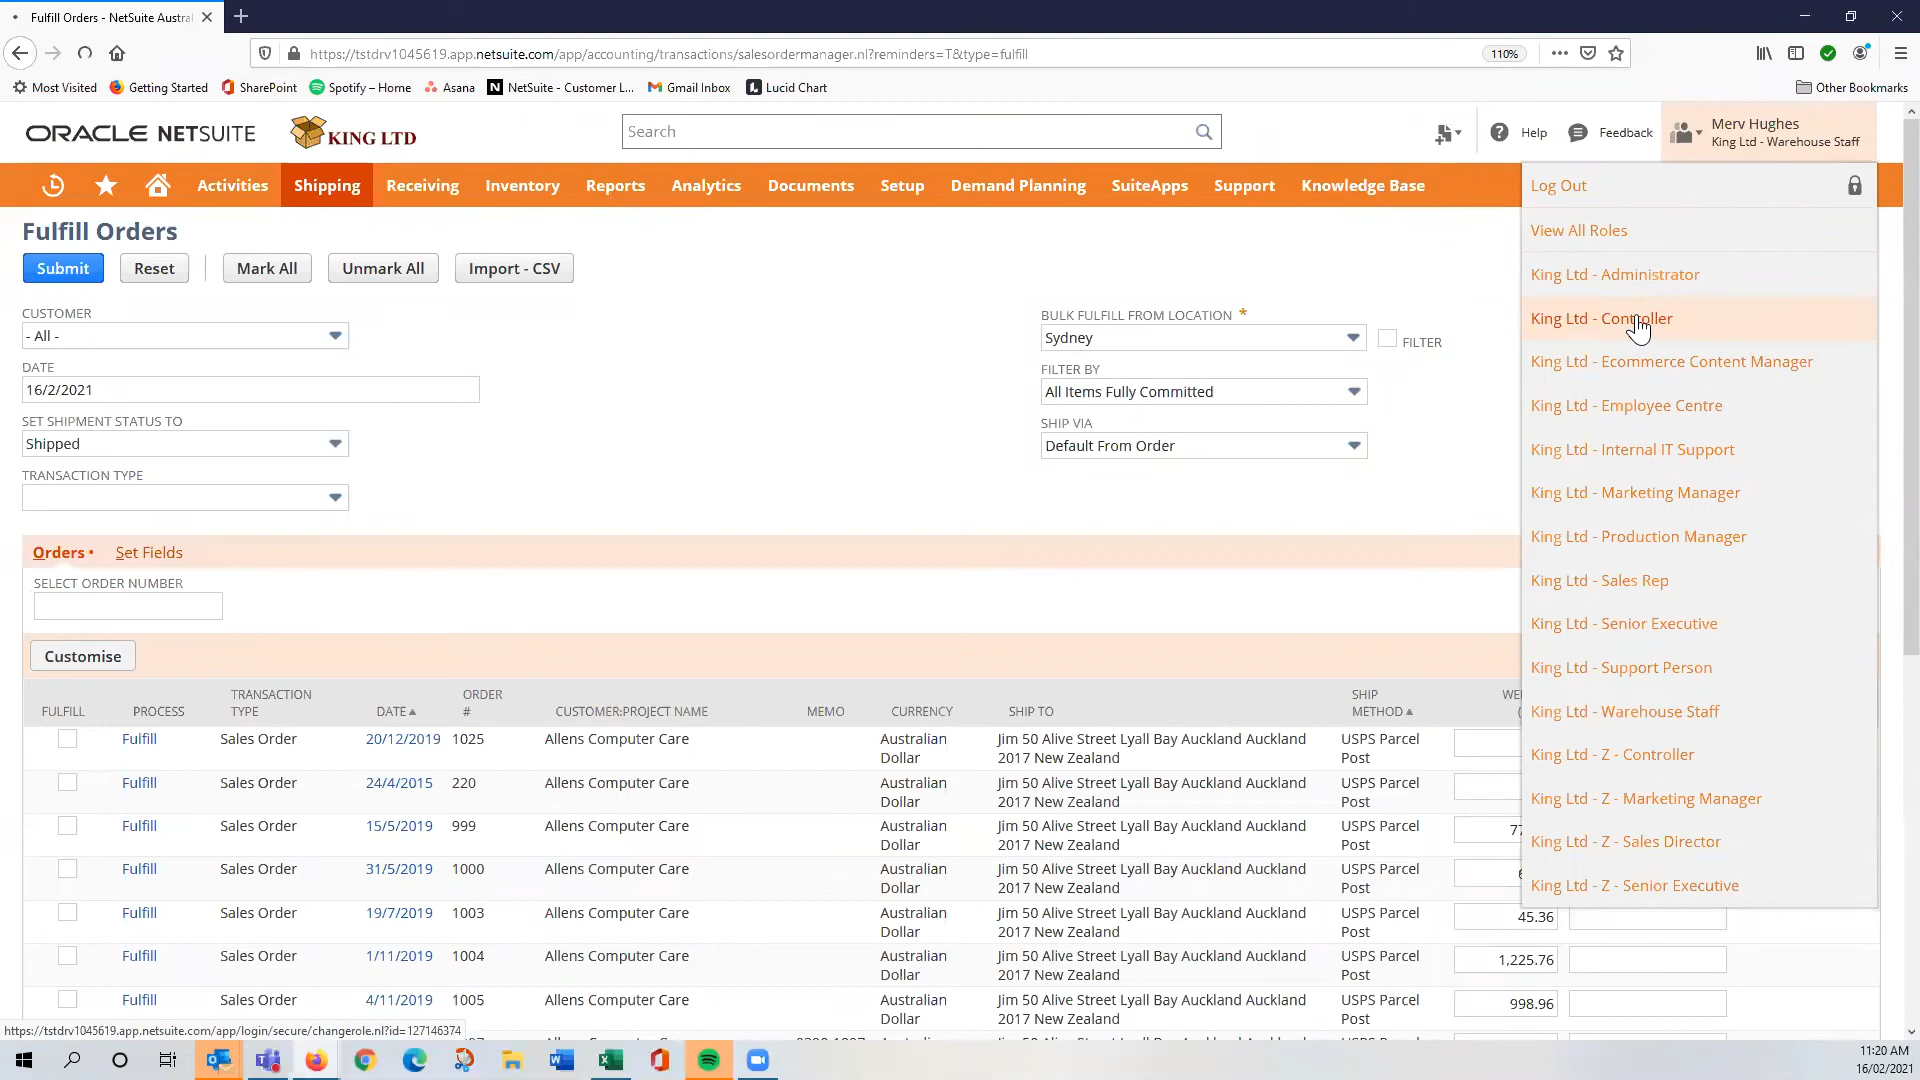 Fulfill Orders - NetSuite Austra
https://tstdrv1045619.app.netsuite.com/app/accounting/transactions/salesordermanager.nl?reminders=T&type=fulfill 110%
Most Visited Getting Started SharePoint Spotify – Home Asana NetSuite - Customer L... Gmail Inbox Lucid Chart Other Bookmarks
ORACLE NETSUITE KING LTD Search Help Feedback Merv Hughes
King Ltd - Warehouse Staff
Activities Shipping Receiving Inventory Reports Analytics Documents Setup Demand Planning SuiteApps Support Knowledge Base
Log Out
View All Roles
King Ltd - Administrator
King Ltd - Controller
King Ltd - Ecommerce Content Manager
King Ltd - Employee Centre
King Ltd - Internal IT Support
King Ltd - Marketing Manager
King Ltd - Production Manager
King Ltd - Sales Rep
King Ltd - Senior Executive
King Ltd - Support Person
King Ltd - Warehouse Staff
King Ltd - Z - Controller
King Ltd - Z - Marketing Manager
King Ltd - Z - Sales Director
King Ltd - Z - Senior Executive
Fulfill Orders
Submit Reset Mark All Unmark All Import - CSV
CUSTOMER
- All -
DATE
16/2/2021
SET SHIPMENT STATUS TO
Shipped
TRANSACTION TYPE
BULK FULFILL FROM LOCATION *
Sydney FILTER
FILTER BY
All Items Fully Committed
SHIP VIA
Default From Order
Orders • Set Fields
SELECT ORDER NUMBER
Customise
FULFILL PROCESS TRANSACTION TYPE DATE ORDER # CUSTOMER:PROJECT NAME MEMO CURRENCY SHIP TO SHIP METHOD
Fulfill Sales Order 20/12/2019 1025 Allens Computer Care Australian Jim 50 Alive Street Lyall Bay Auckland Auckland USPS Parcel
Dollar 2017 New Zealand Post
Fulfill Sales Order 24/4/2015 220 Allens Computer Care Australian Jim 50 Alive Street Lyall Bay Auckland Auckland USPS Parcel
Dollar 2017 New Zealand Post
Fulfill Sales Order 15/5/2019 999 Allens Computer Care Australian Jim 50 Alive Street Lyall Bay Auckland Auckland USPS Parcel
Dollar 2017 New Zealand Post
Fulfill Sales Order 31/5/2019 1000 Allens Computer Care Australian Jim 50 Alive Street Lyall Bay Auckland Auckland USPS Parcel
Dollar 2017 New Zealand Post
Fulfill Sales Order 19/7/2019 1003 Allens Computer Care Australian Jim 50 Alive Street Lyall Bay Auckland Auckland USPS Parcel 45.36
Dollar 2017 New Zealand Post
Fulfill Sales Order 1/11/2019 1004 Allens Computer Care Australian Jim 50 Alive Street Lyall Bay Auckland Auckland USPS Parcel 1,225.76
Dollar 2017 New Zealand Post
Fulfill Sales Order 4/11/2019 1005 Allens Computer Care Australian Jim 50 Alive Street Lyall Bay Auckland Auckland USPS Parcel 998.96
Dollar 2017 New Zealand Post
https://tstdrv1045619.app.netsuite.com/app/login/secure/changerole.nl?id=127146374
11:20 AM
16/02/2021